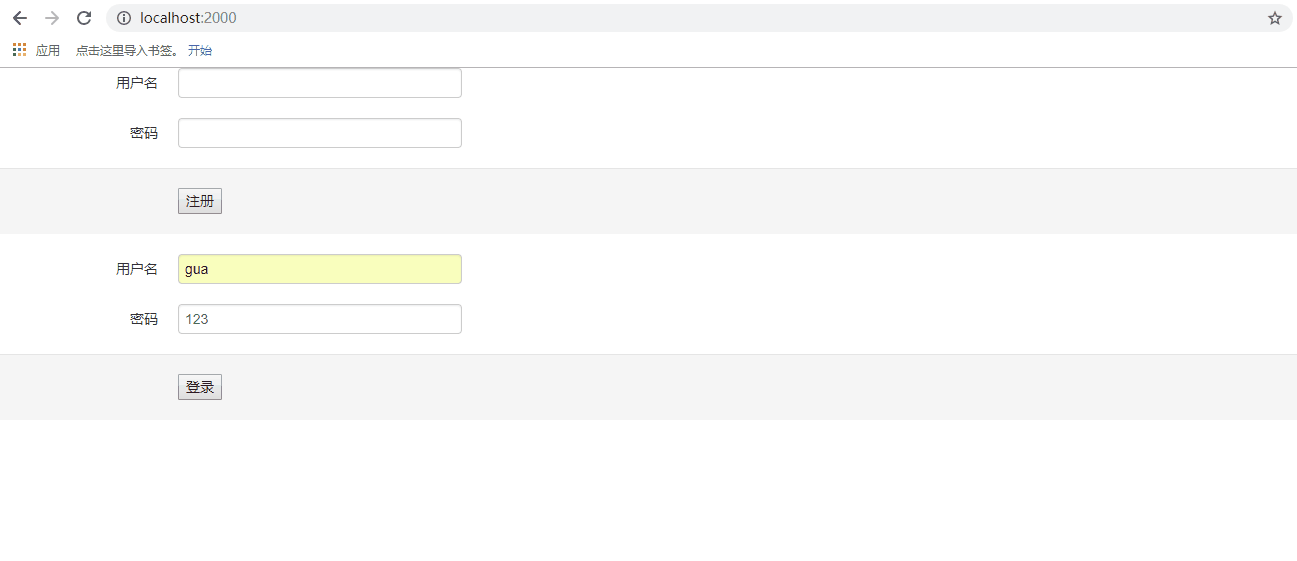 localhost:2000
应用 点击这里导入书签。 开始
用户名
密码
注册
用户名 gua
密码 123
登录